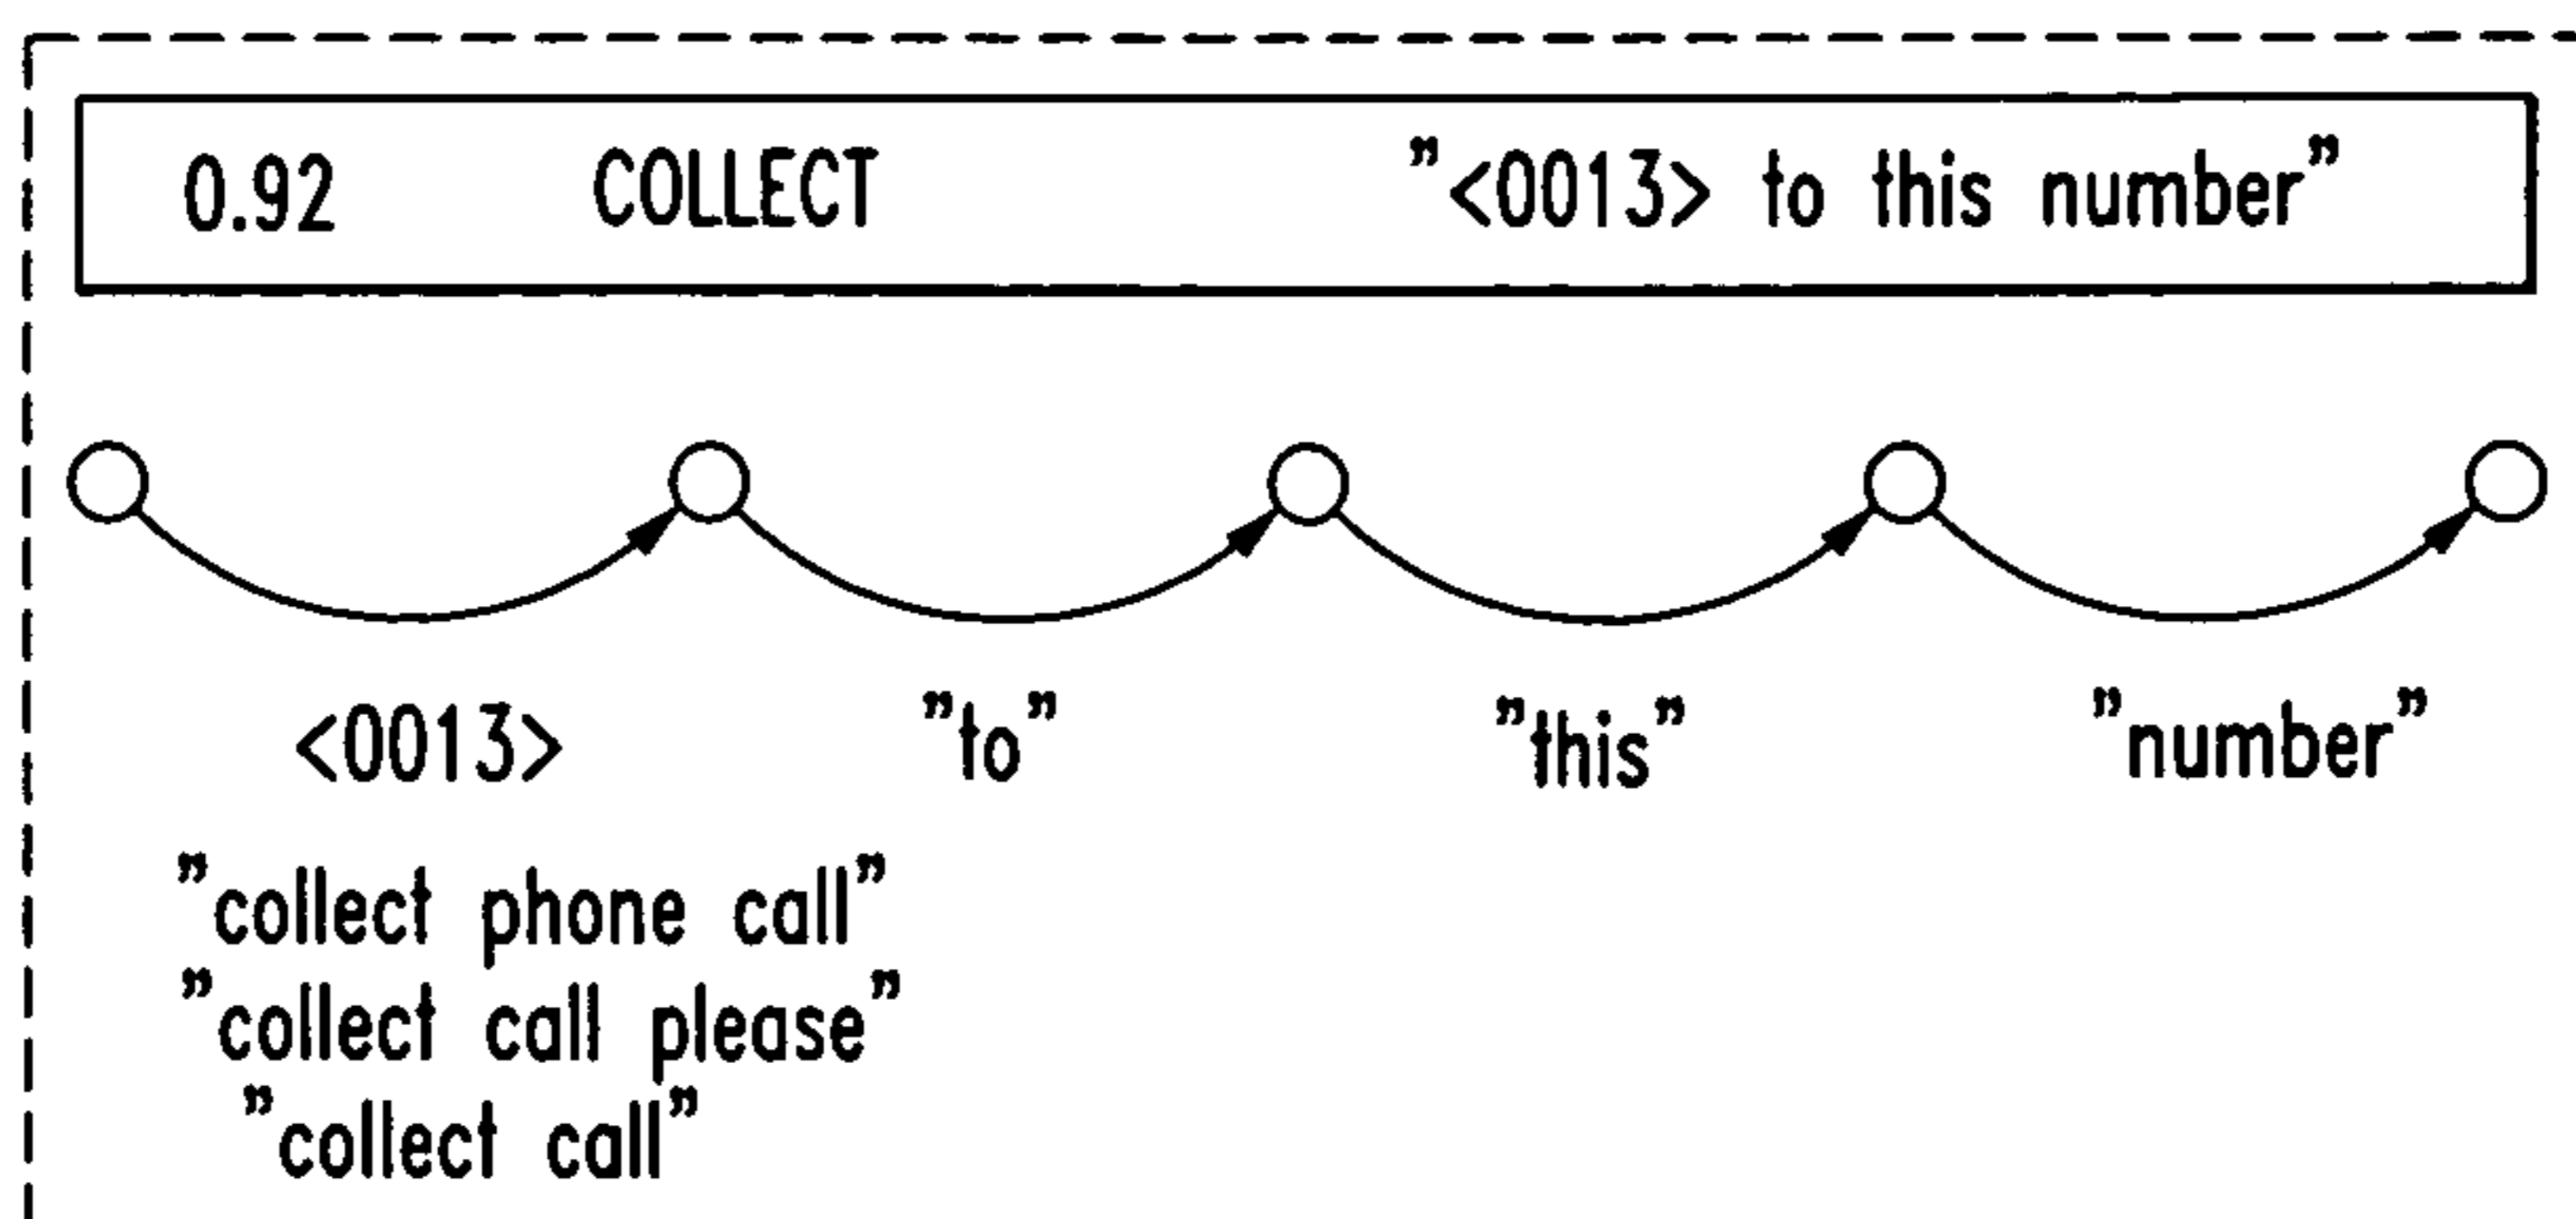 0.92 COLLECT "<0013> to this number"
<0013> "to" "this" "number"
"collect phone call"
"collect call please"
"collect call"